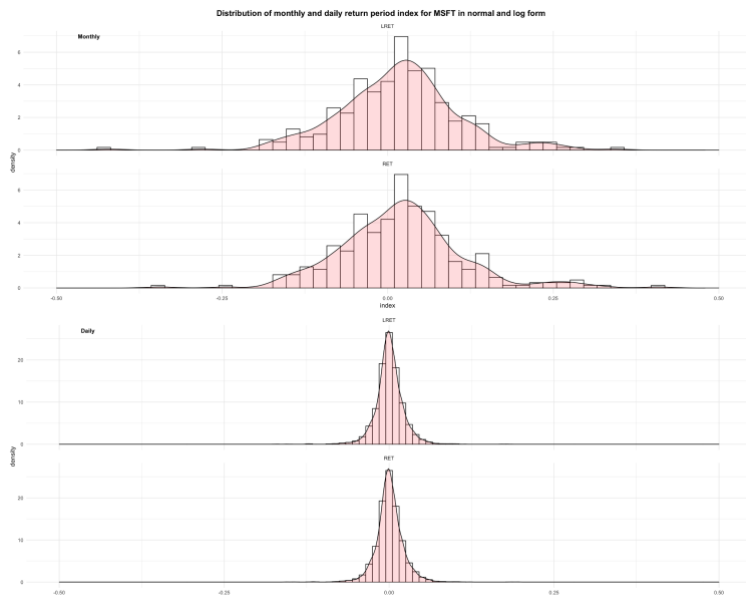 Distribution of monthly and daily return period index for MSFT in normal and log form
LRET
Monthly
6
4
2
0
density
RET
6
4
2
0
-0.50 -0.25 0.00 0.25 0.50
index
LRET
Daily
20
10
0
density
RET
20
10
0
-0.50 -0.25 0.00 0.25 0.50